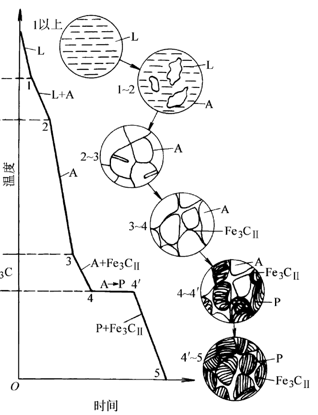 1以上
L
L
1
L
1~2
L+A
A
2
2~3
A
A
温度
3~4
A
Fe₃CⅡ
3
A+Fe₃CⅡ
₃C
A→P
4'
4
A
Fe₃CⅡ
4~4'
P
P+Fe₃CⅡ
4'~5
P
Fe₃CⅡ
5
O
时间